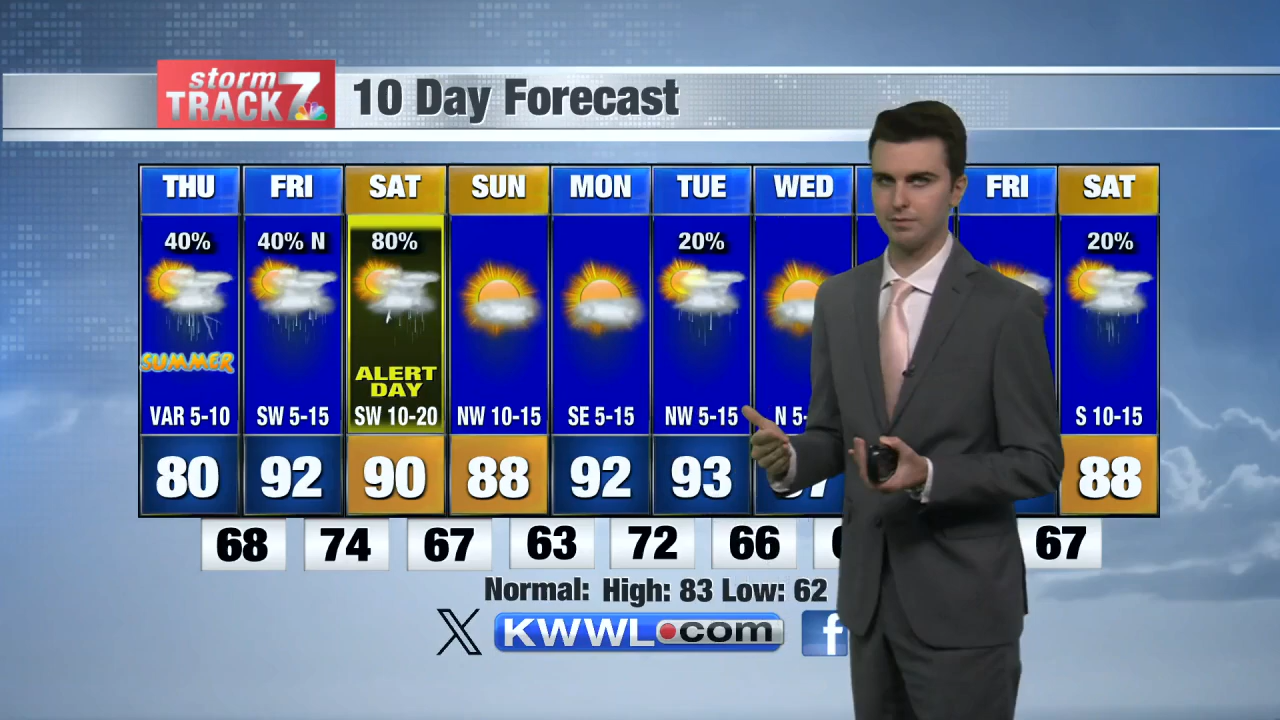 storm
TRACK 7
10 Day Forecast
THU FRI SAT SUN MON TUE WED FRI SAT
40% 40% N 80% 20% 20%
SUMMER
ALERT
DAY
VAR 5-10 SW 5-15 SW 10-20 NW 10-15 SE 5-15 NW 5-15 N 5- S 10-15
80 92 90 88 92 93 88
68 74 67 63 72 66 67
Normal: High: 83 Low: 62
X KWWL.com f